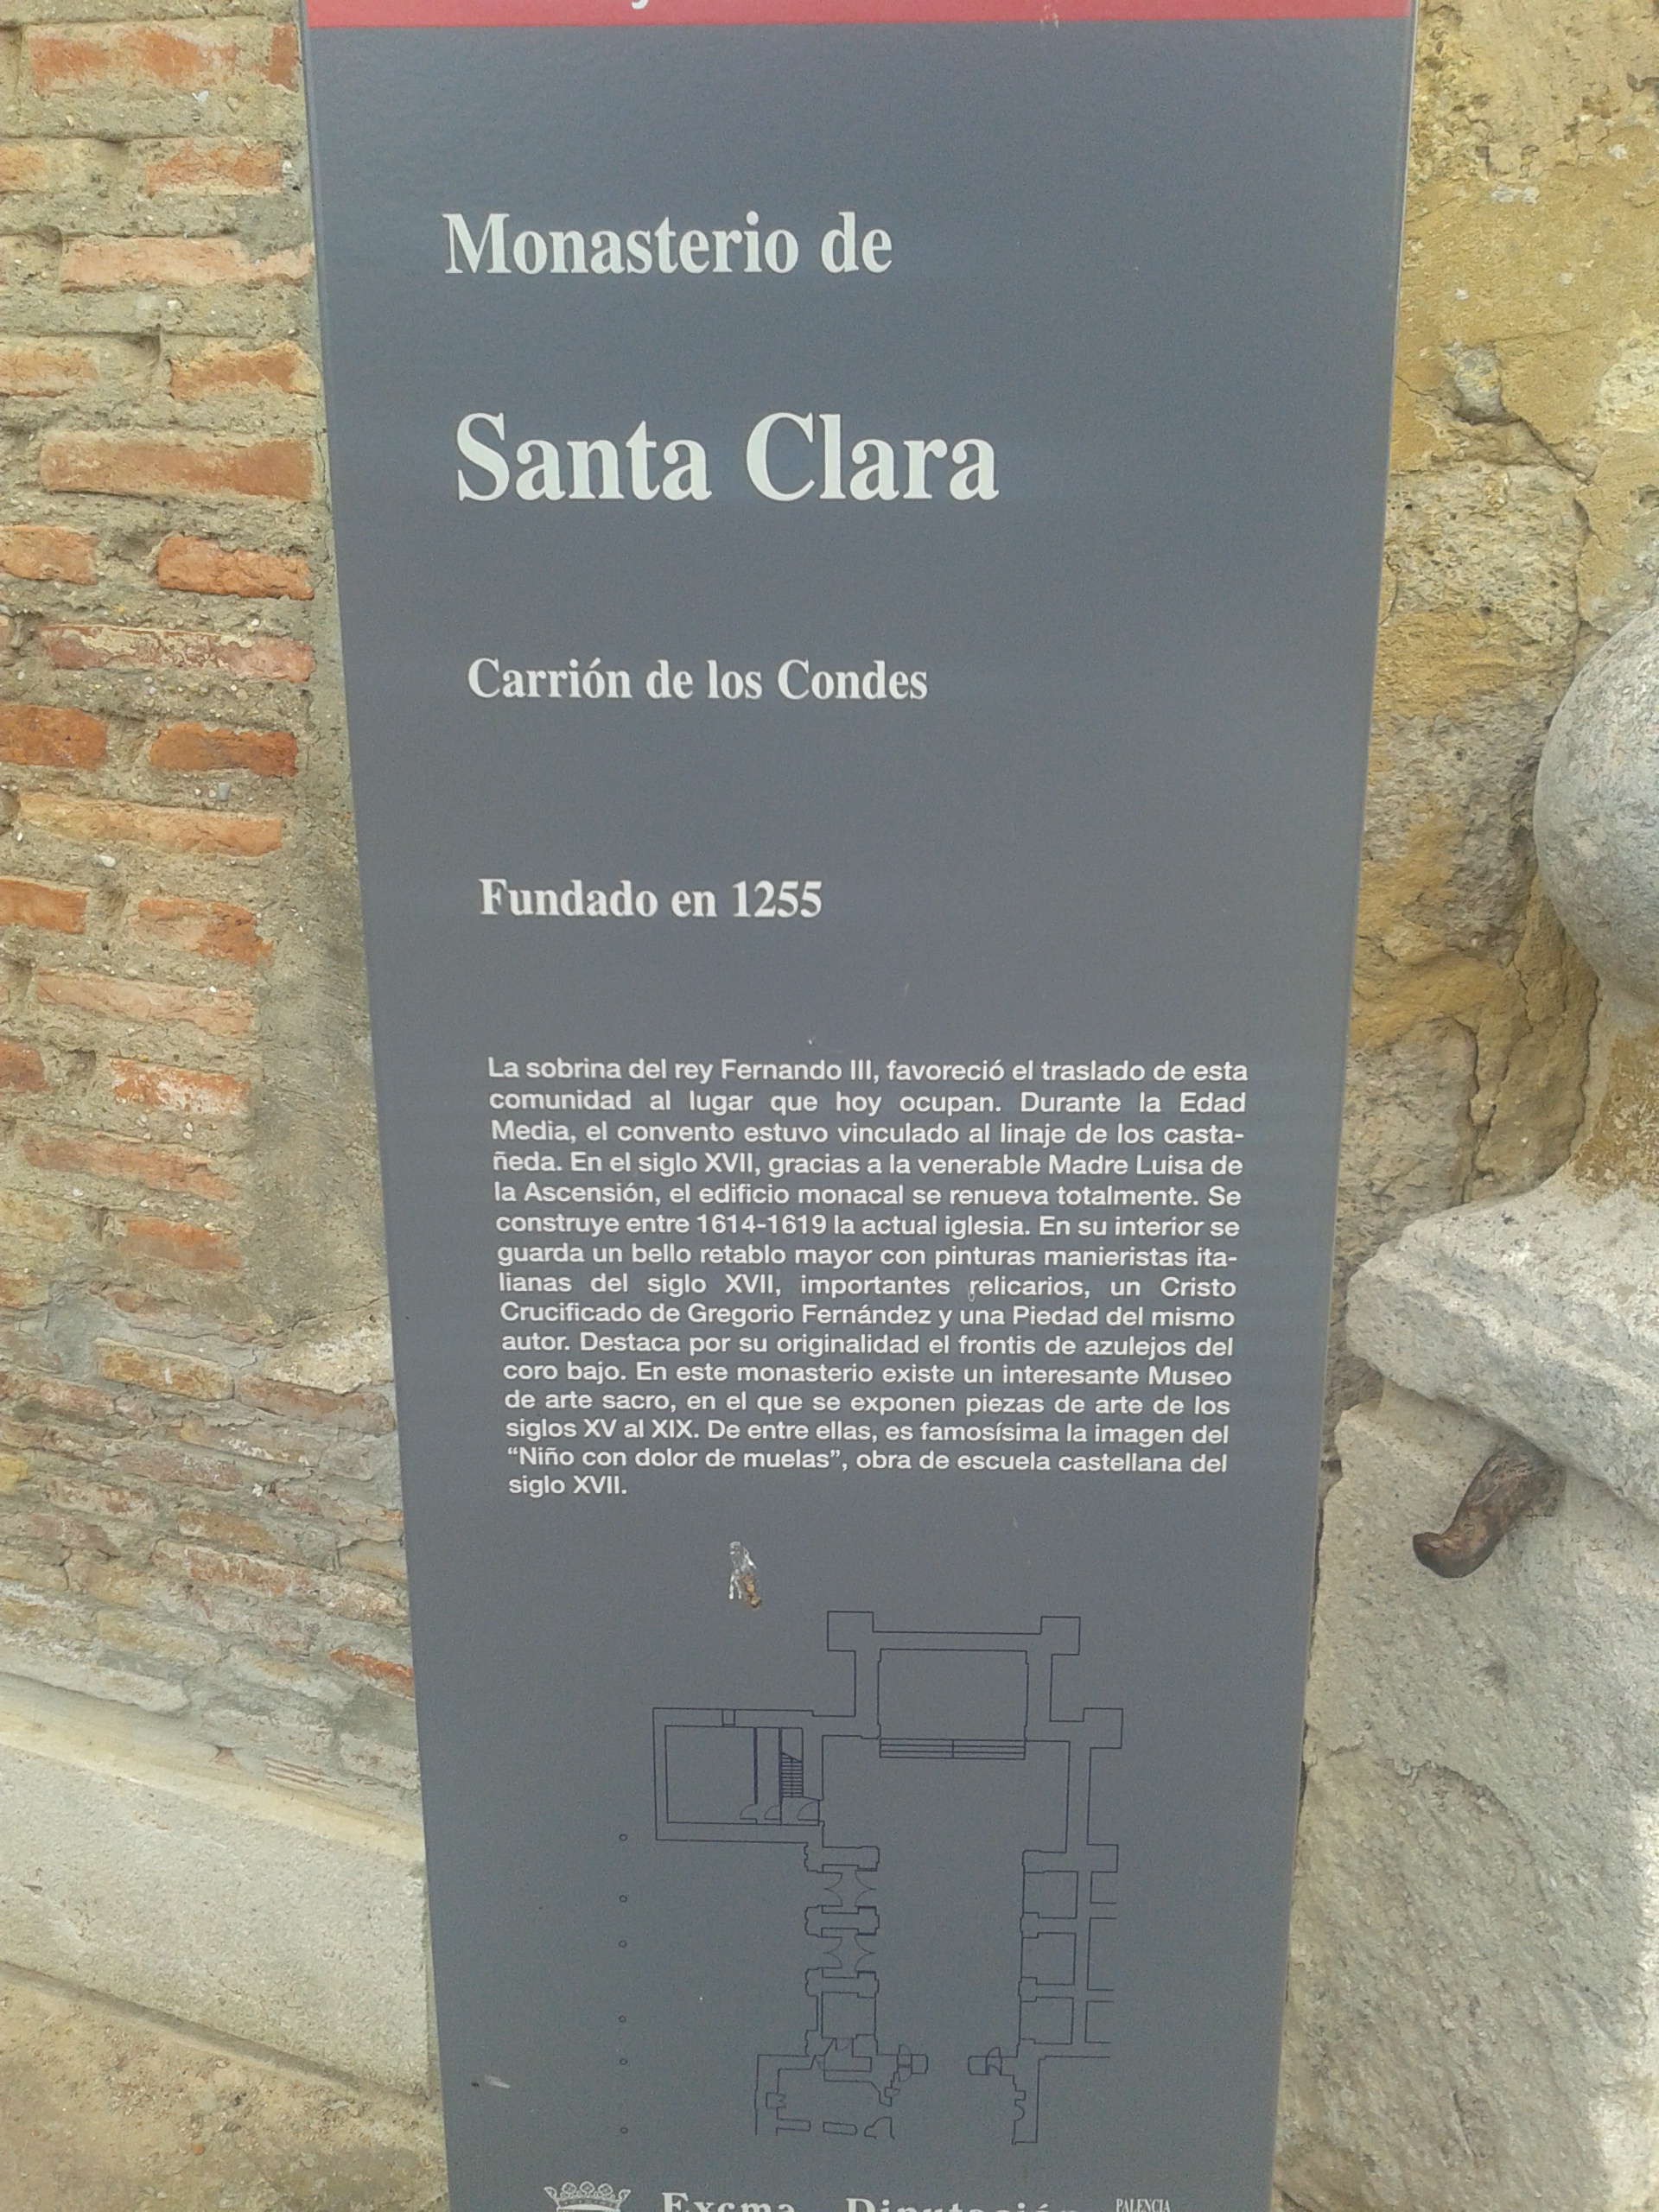 Monasterio de
Santa Clara
Carrión de los Condes
Fundado en 1255
La sobrina del rey Fernando III, favoreció el traslado de esta
comunidad al lugar que hoy ocupan. Durante la Edad
Media, el convento estuvo vinculado al linaje de los casta-
ñeda. En el siglo XVII, gracias a la venerable Madre Luisa de
la Ascensión, el edificio monacal se renueva totalmente. Se
construye entre 1614-1619 la actual iglesia. En su interior se
guarda un bello retablo mayor con pinturas manieristas ita-
lianas del siglo XVII, importantes relicarios, un Cristo
Crucificado de Gregorio Fernández y una Piedad del mismo
autor. Destaca por su originalidad el frontis de azulejos del
coro bajo. En este monasterio existe un interesante Museo
de arte sacro, en el que se exponen piezas de arte de los
siglos XV al XIX. De entre ellas, es famosísima la imagen del
“Niño con dolor de muelas”, obra de escuela castellana del
siglo XVII.
Excma. Diputación PALENCIA